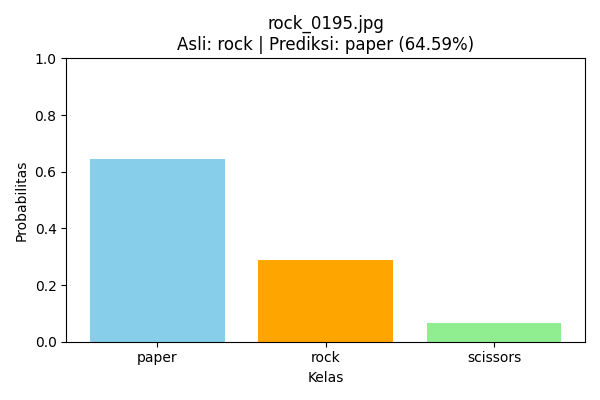 rock_0195.jpg
Asli: rock | Prediksi: paper (64.59%)
1.0
0.8
0.6
0.4
0.2
0.0
Probabilitas
paper rock scissors
Kelas